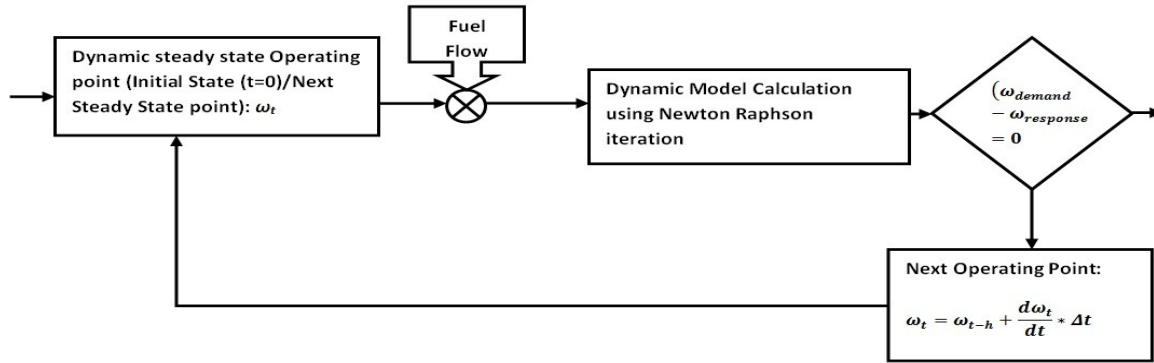 Dynamic steady state Operating
point (Initial State (t=0)/Next
Steady State point): ω_t
Fuel
Flow
Dynamic Model Calculation
using Newton Raphson
iteration
(ω_demand
− ω_response
= 0
Next Operating Point:
ω_t = ω_{t−h} + dω_t/dt * Δt